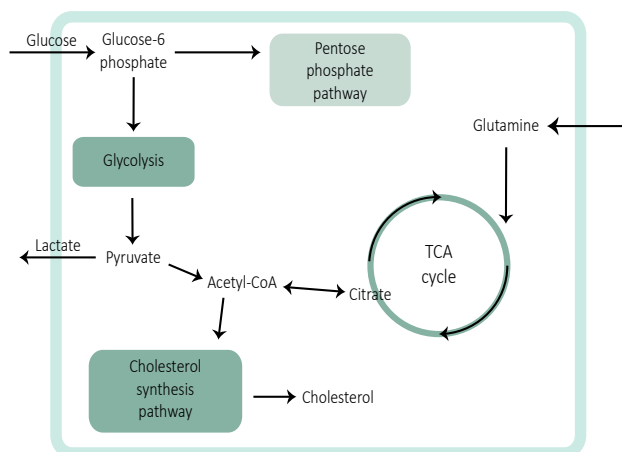 Glucose
Glucose-6
phosphate
Pentose
phosphate
pathway
Glutamine
Glycolysis
Lactate
Pyruvate
Acetyl-CoA
Citrate
TCA
cycle
Cholesterol
synthesis
pathway
Cholesterol